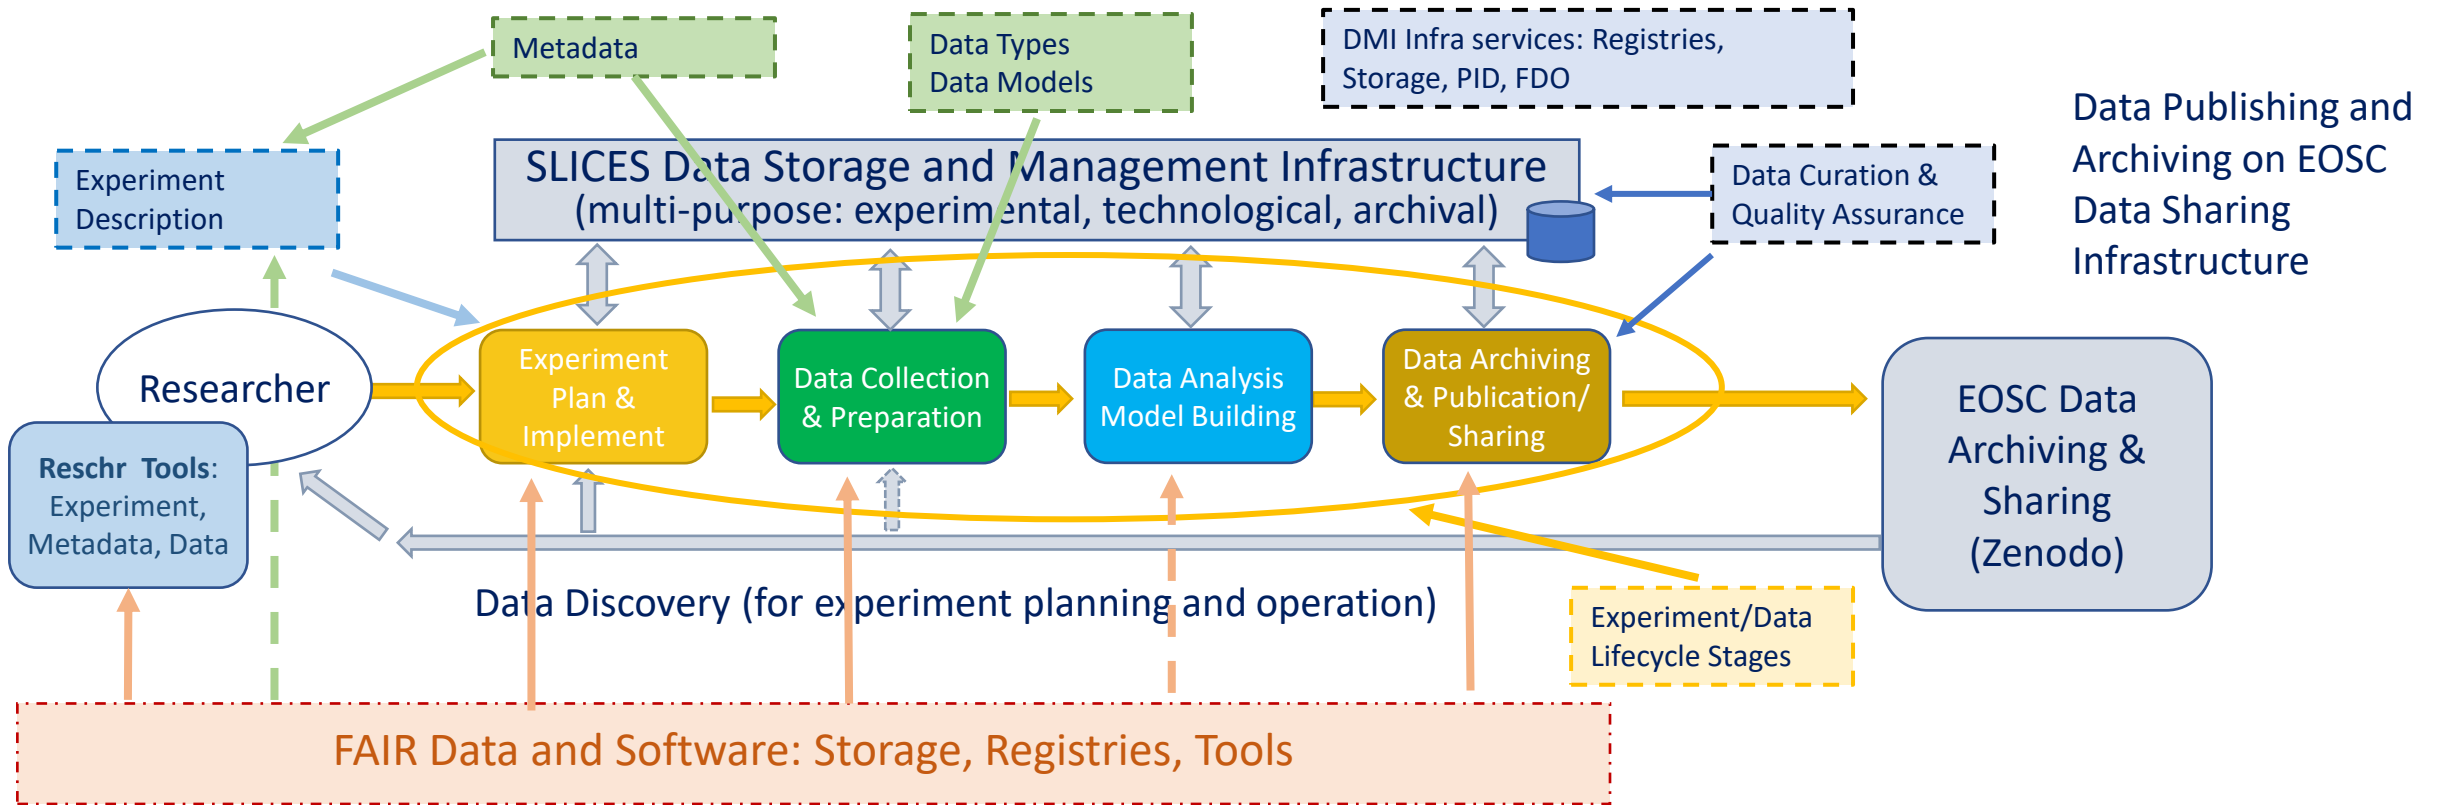 Metadata
Data Types
Data Models
DMI Infra services: Registries,
Storage, PID, FDO
Data Publishing and
Archiving on EOSC
Data Sharing
Infrastructure
Experiment
Description
SLICES Data Storage and Management Infrastructure
(multi-purpose: experimental, technological, archival)
Data Curation &
Quality Assurance
Researcher
Reschr Tools:
Experiment,
Metadata, Data
Experiment
Plan &
Implement
Data Collection
& Preparation
Data Analysis
Model Building
Data Archiving
& Publication/
Sharing
EOSC Data
Archiving &
Sharing
(Zenodo)
Data Discovery (for experiment planning and operation)
Experiment/Data
Lifecycle Stages
FAIR Data and Software: Storage, Registries, Tools